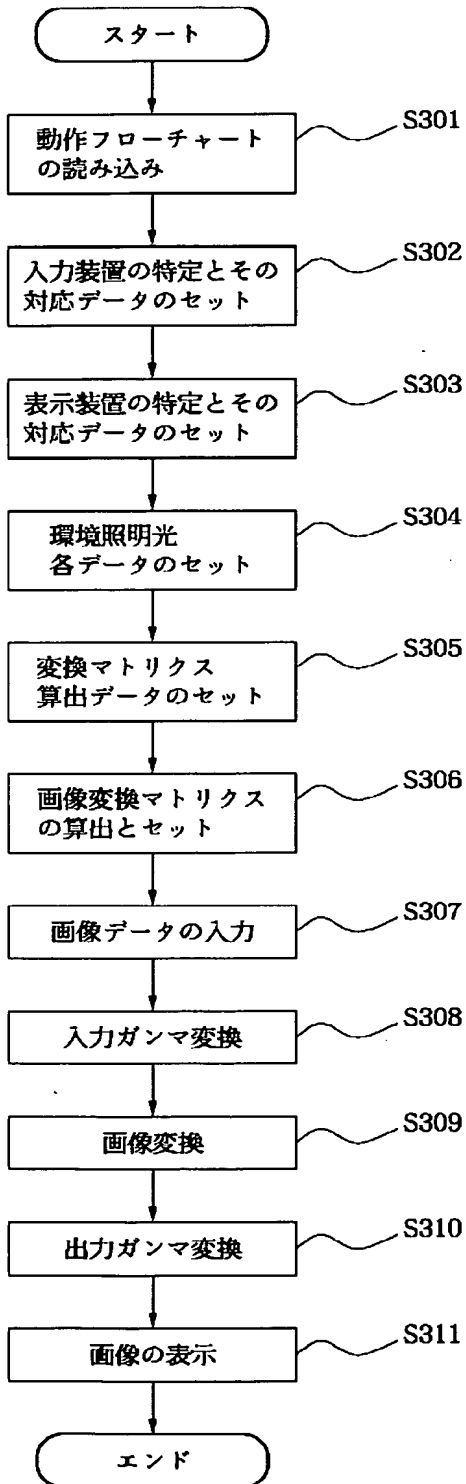 スタート
動作フローチャート
の読み込み
S301
入力装置の特定とその
対応データのセット
S302
表示装置の特定とその
対応データのセット
S303
環境照明光
各データのセット
S304
変換マトリクス
算出データのセット
S305
画像変換マトリクス
の算出とセット
S306
画像データの入力
S307
入力ガンマ変換
S308
画像変換
S309
出力ガンマ変換
S310
画像の表示
S311
エンド